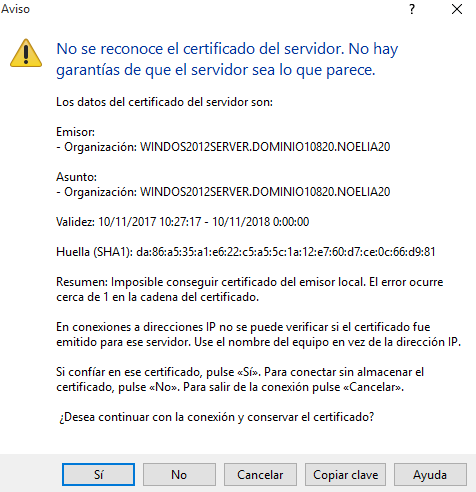 Aviso
?
No se reconoce el certificado del servidor. No hay
garantías de que el servidor sea lo que parece.
Los datos del certificado del servidor son:
Emisor:
- Organización: WINDOS2012SERVER.DOMINIO10820.NOELIA20
Asunto:
- Organización: WINDOS2012SERVER.DOMINIO10820.NOELIA20
Validez: 10/11/2017 10:27:17 - 10/11/2018 0:00:00
Huella (SHA1): da:86:a5:35:a1:e6:22:c5:a5:5c:1a:12:e7:60:d7:ce:0c:66:d9:81
Resumen: Imposible conseguir certificado del emisor local. El error ocurre
cerca de 1 en la cadena del certificado.
En conexiones a direcciones IP no se puede verificar si el certificado fue
emitido para ese servidor. Use el nombre del equipo en vez de la dirección IP.
Si confíar en ese certificado, pulse «Sí». Para conectar sin almacenar el
certificado, pulse «No». Para salir de la conexión pulse «Cancelar».
¿Desea continuar con la conexión y conservar el certificado?
Sí
No
Cancelar
Copiar clave
Ayuda